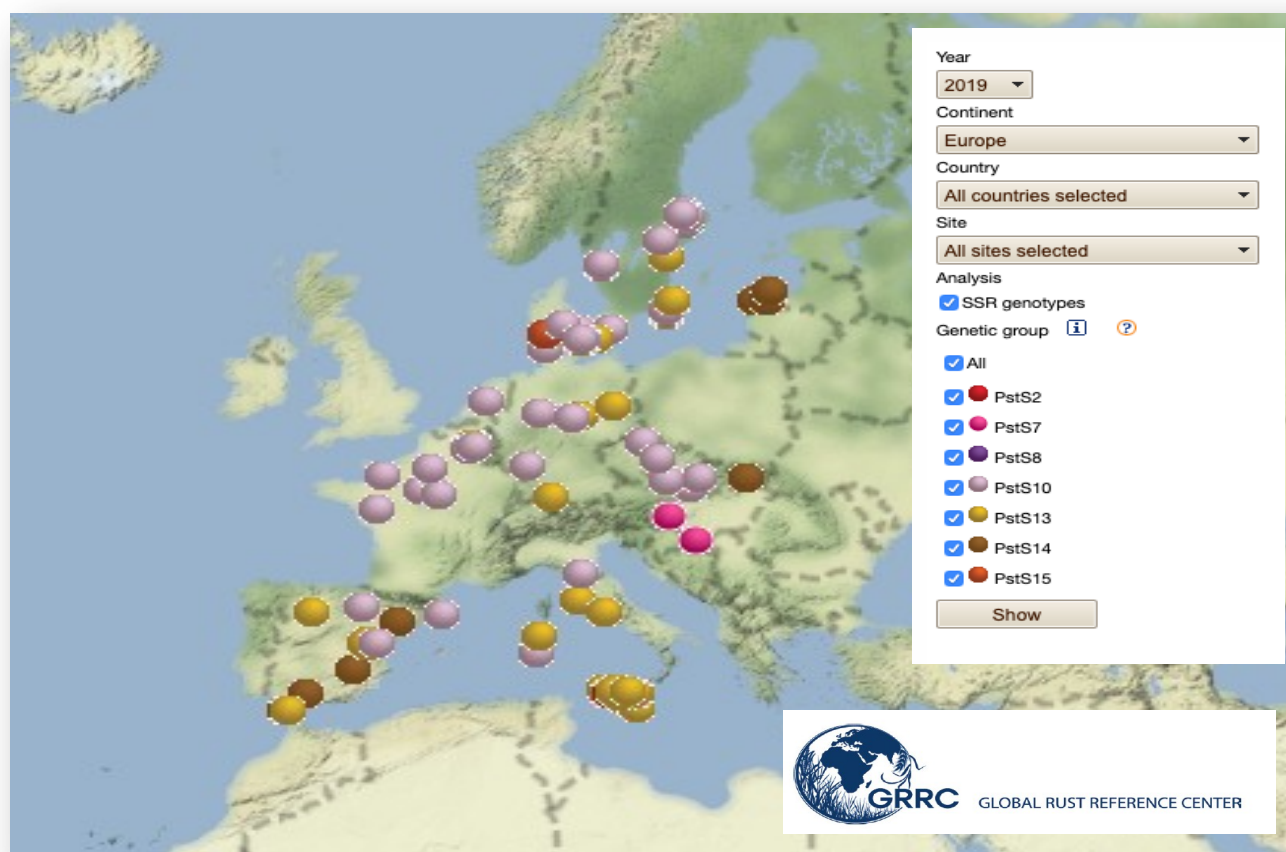 Year
2019
Continent
Europe
Country
All countries selected
Site
All sites selected
Analysis
SSR genotypes
Genetic group i ?
All
PstS2
PstS7
PstS8
PstS10
PstS13
PstS14
PstS15
Show
GRRC GLOBAL RUST REFERENCE CENTER